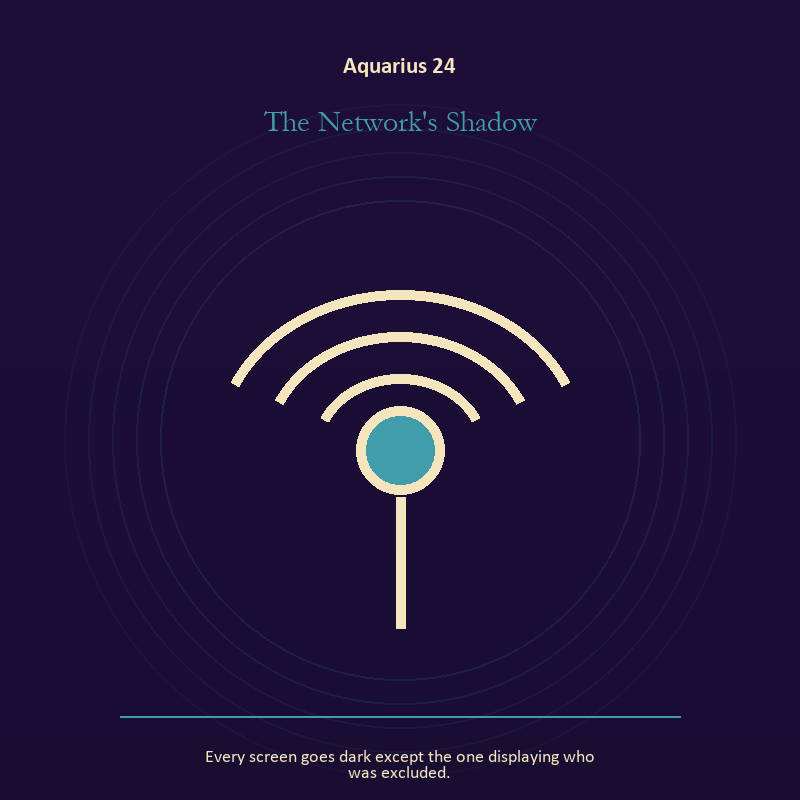 Aquarius 24
The Network's Shadow
Every screen goes dark except the one displaying who
was excluded.